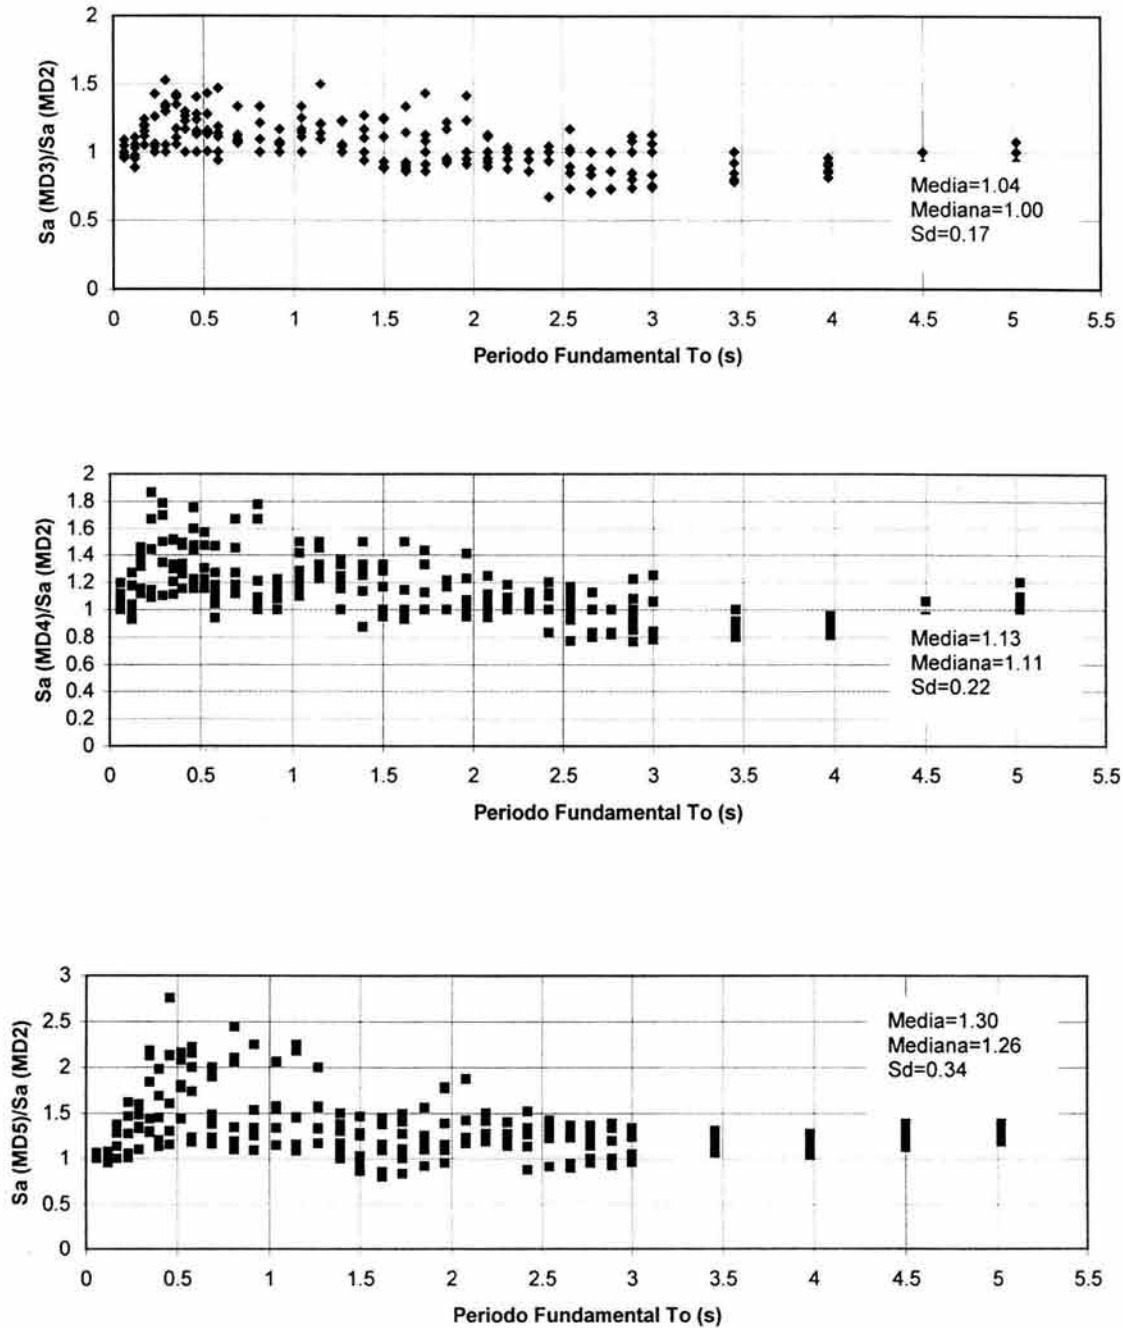 2
1.5
1
0.5
0
Sa (MD3)/Sa (MD2)
Media=1.04
Mediana=1.00
Sd=0.17
0 0.5 1 1.5 2 2.5 3 3.5 4 4.5 5 5.5
Periodo Fundamental To (s)
2
1.8
1.6
1.4
1.2
1
0.8
0.6
0.4
0.2
0
Sa (MD4)/Sa (MD2)
Media=1.13
Mediana=1.11
Sd=0.22
0 0.5 1 1.5 2 2.5 3 3.5 4 4.5 5 5.5
Periodo Fundamental To (s)
3
2.5
2
1.5
1
0.5
0
Sa (MD5)/Sa (MD2)
Media=1.30
Mediana=1.26
Sd=0.34
0 0.5 1 1.5 2 2.5 3 3.5 4 4.5 5 5.5
Periodo Fundamental To (s)